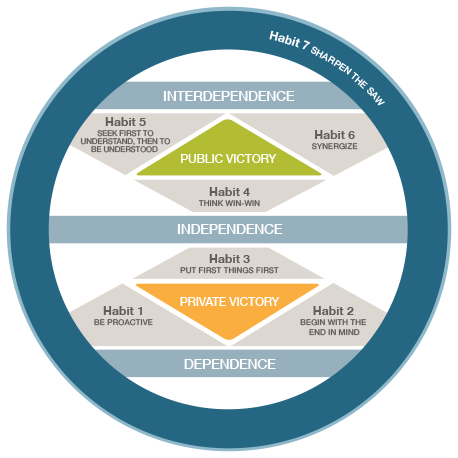 Habit 7 SHARPEN THE SAW
INTERDEPENDENCE
Habit 5
SEEK FIRST TO
UNDERSTAND, THEN TO
BE UNDERSTOOD
Habit 6
SYNERGIZE
PUBLIC VICTORY
Habit 4
THINK WIN-WIN
INDEPENDENCE
Habit 3
PUT FIRST THINGS FIRST
PRIVATE VICTORY
Habit 1
BE PROACTIVE
Habit 2
BEGIN WITH THE
END IN MIND
DEPENDENCE